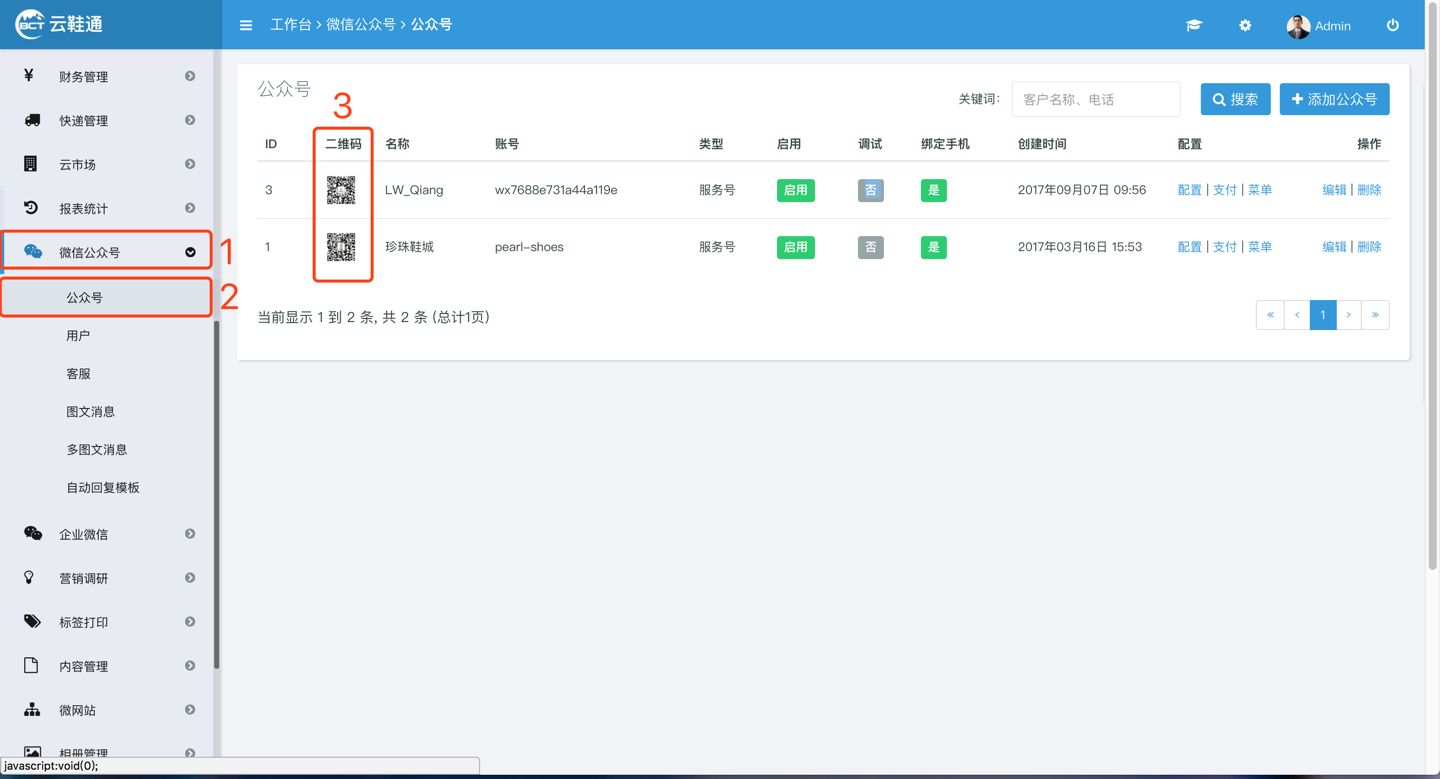 BCT 云鞋通
工作台 > 微信公众号 > 公众号
Admin
¥ 财务管理
快递管理
云市场
报表统计
微信公众号
1
公众号
2
用户
客服
图文消息
多图文消息
自动回复模板
企业微信
营销调研
标签打印
内容管理
微网站
相册管理
javascript:void(0);
公众号
3
关键词:
客户名称、电话
搜索
添加公众号
ID 二维码 名称 账号 类型 启用 调试 绑定手机 创建时间 配置 操作
3 LW_Qiang wx7688e731a44a119e 服务号 启用 否 是 2017年09月07日 09:56 配置 | 支付 | 菜单 编辑 | 删除
1 珍珠鞋城 pearl-shoes 服务号 启用 否 是 2017年03月16日 15:53 配置 | 支付 | 菜单 编辑 | 删除
当前显示 1 到 2 条, 共 2 条 (总计1页)
« ‹ 1 › »